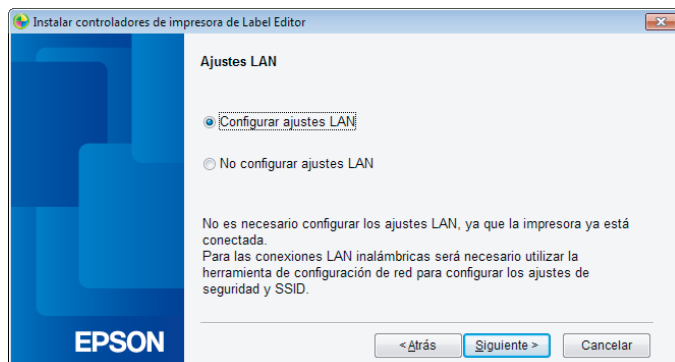 Instalar controladores de impresora de Label Editor
Ajustes LAN
Configurar ajustes LAN
No configurar ajustes LAN
No es necesario configurar los ajustes LAN, ya que la impresora ya está
conectada.
Para las conexiones LAN inalámbricas será necesario utilizar la
herramienta de configuración de red para configurar los ajustes de
seguridad y SSID.
EPSON
< Atrás
Siguiente >
Cancelar